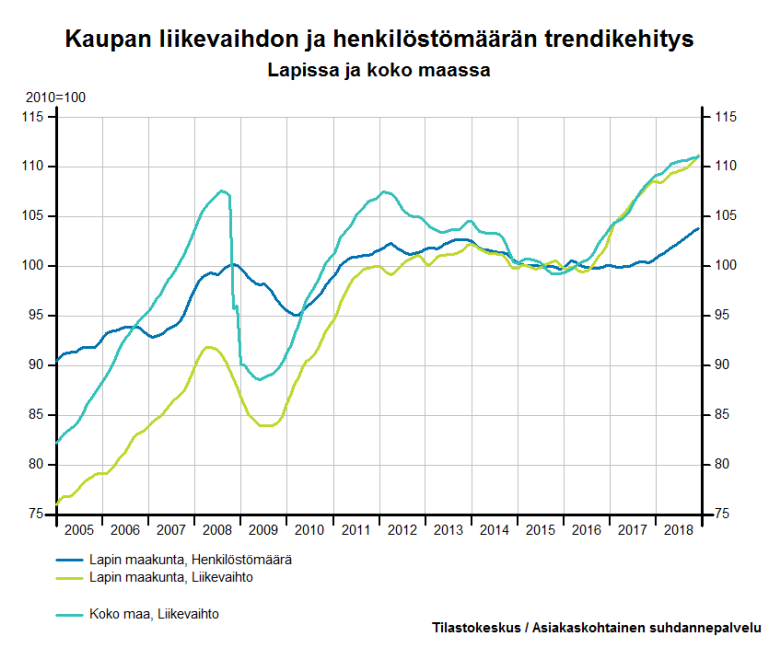 Kaupan liikevaihdon ja henkilöstömäärän trendikehitys
Lapissa ja koko maassa
2010=100
115 115
110 110
105 105
100 100
95 95
90 90
85 85
80 80
75 75
2005 2006 2007 2008 2009 2010 2011 2012 2013 2014 2015 2016 2017 2018
Lapin maakunta, Henkilöstömäärä
Lapin maakunta, Liikevaihto
Koko maa, Liikevaihto
Tilastokeskus / Asiakaskohtainen suhdannepalvelu